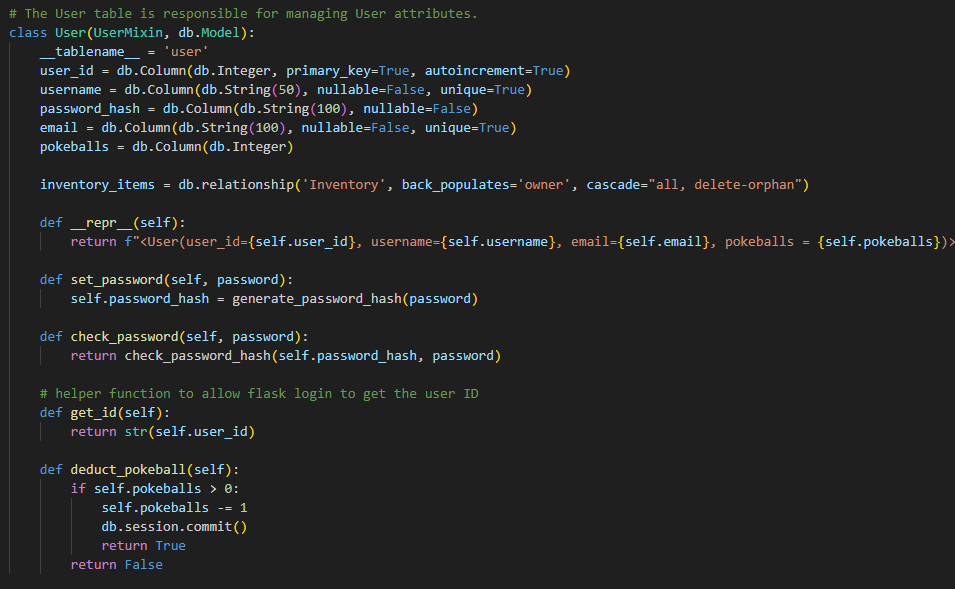 # The User table is responsible for managing User attributes.
class User(UserMixin, db.Model):
    __tablename__ = 'user'
    user_id = db.Column(db.Integer, primary_key=True, autoincrement=True)
    username = db.Column(db.String(50), nullable=False, unique=True)
    password_hash = db.Column(db.String(100), nullable=False)
    email = db.Column(db.String(100), nullable=False, unique=True)
    pokeballs = db.Column(db.Integer)

    inventory_items = db.relationship('Inventory', back_populates='owner', cascade="all, delete-orphan")

    def __repr__(self):
        return f"<User(user_id={self.user_id}, username={self.username}, email={self.email}, pokeballs = {self.pokeballs})>

    def set_password(self, password):
        self.password_hash = generate_password_hash(password)

    def check_password(self, password):
        return check_password_hash(self.password_hash, password)

    # helper function to allow flask login to get the user ID
    def get_id(self):
        return str(self.user_id)

    def deduct_pokeball(self):
        if self.pokeballs > 0:
            self.pokeballs -= 1
            db.session.commit()
            return True
        return False